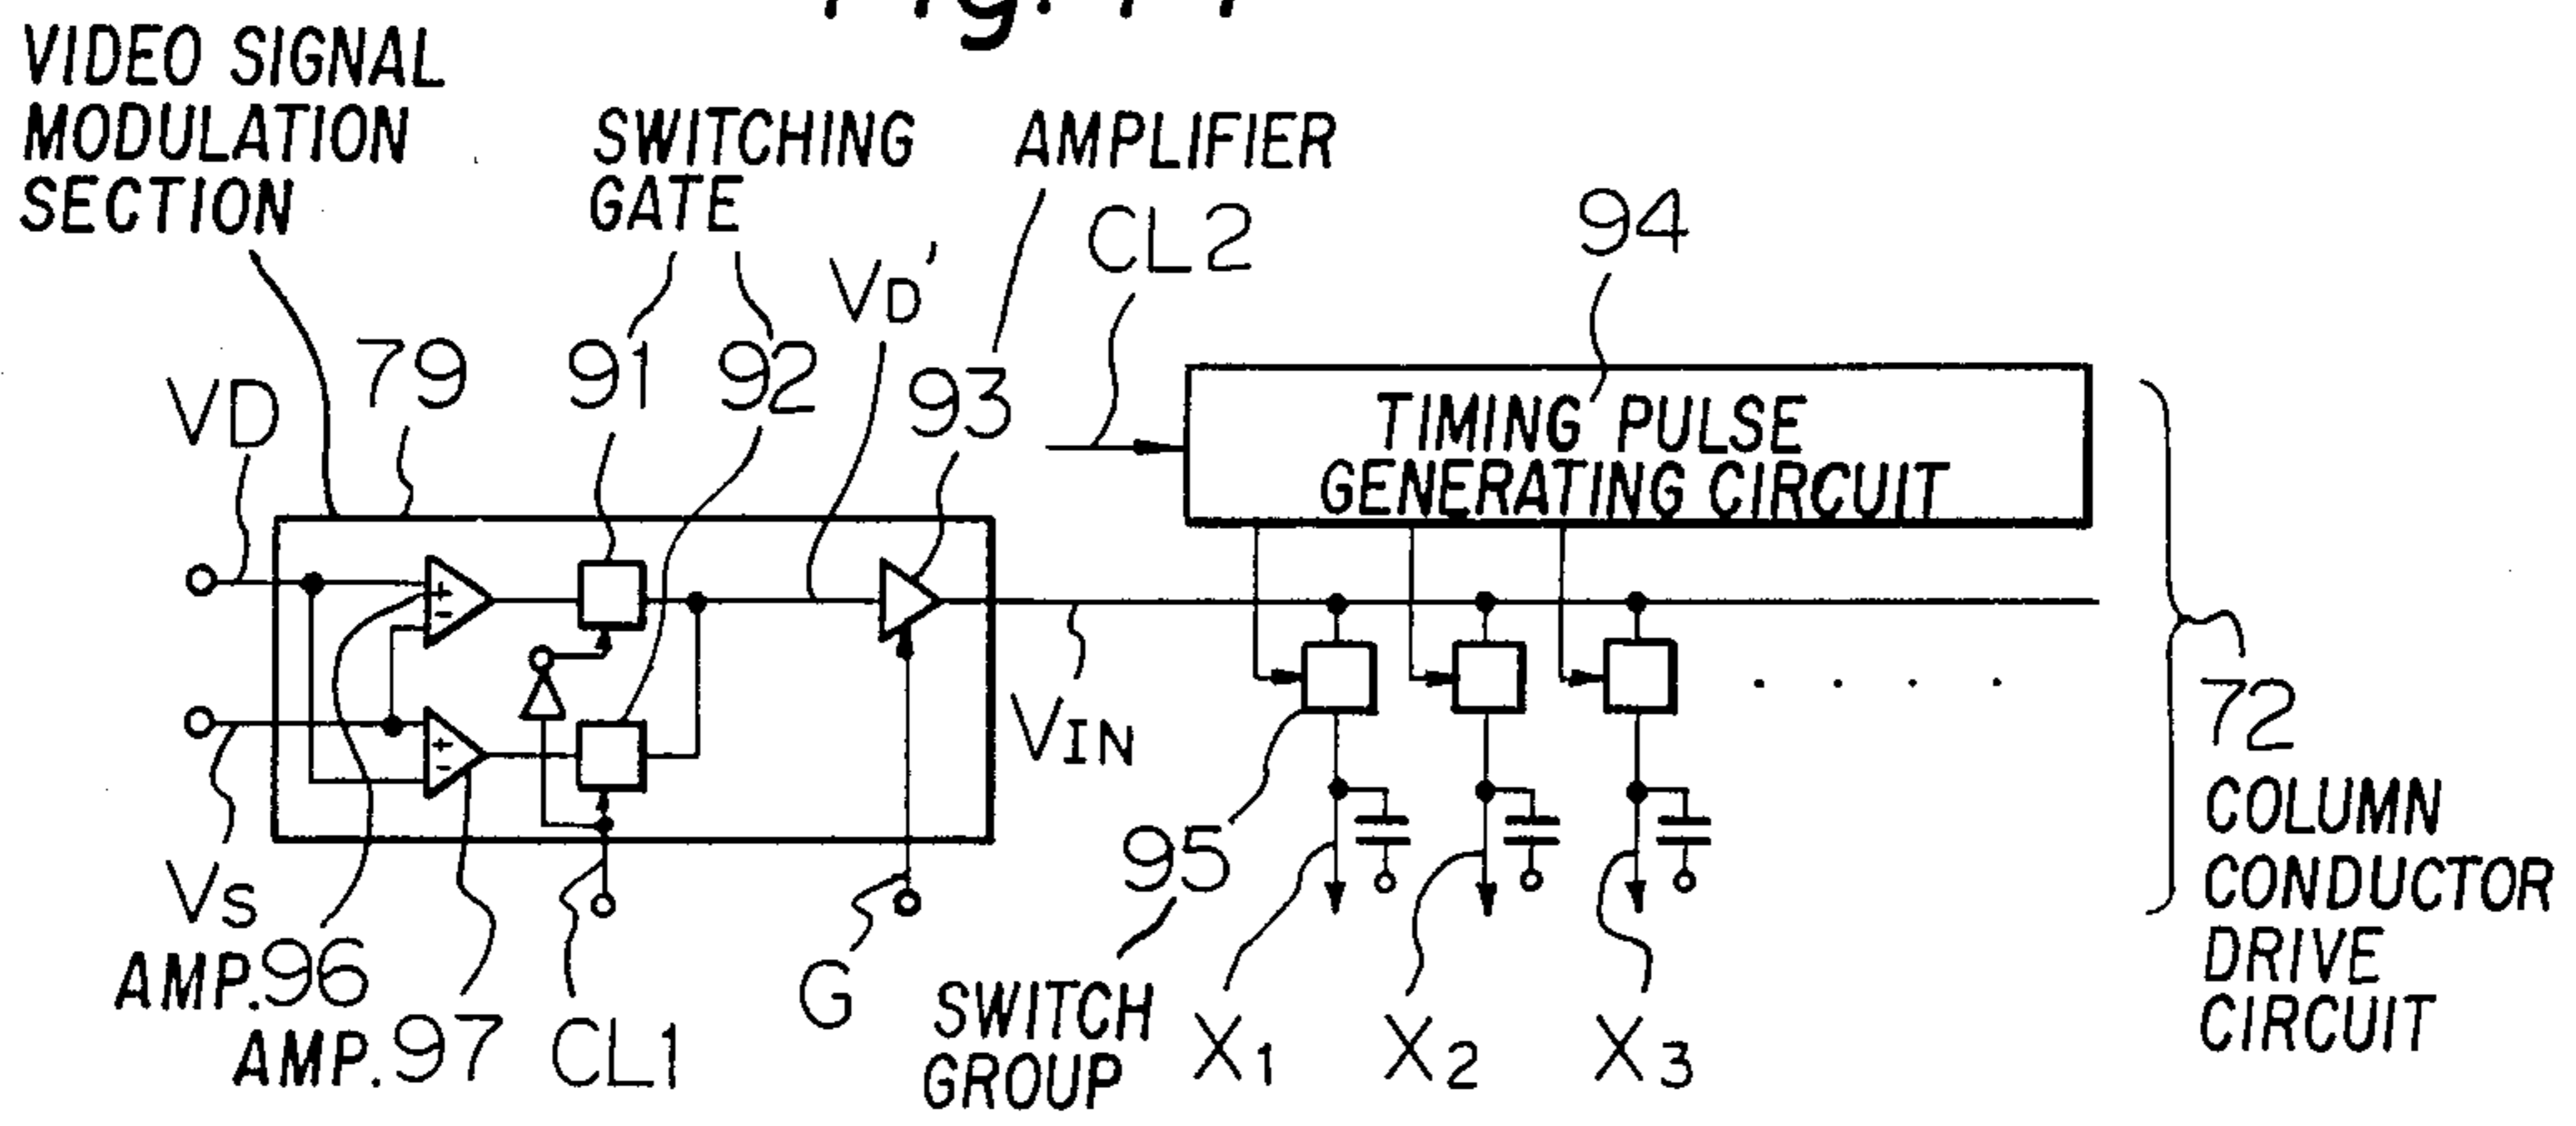 VIDEO SIGNAL
MODULATION
SECTION
SWITCHING
GATE
AMPLIFIER
CL2
94
VD'
VD
79
91
92
93
TIMING PULSE
GENERATING CIRCUIT
+
-
+
-
VIN
72
COLUMN
CONDUCTOR
DRIVE
CIRCUIT
VS
95
AMP.96
AMP.97
CL1
G
SWITCH
GROUP
X1
X2
X3